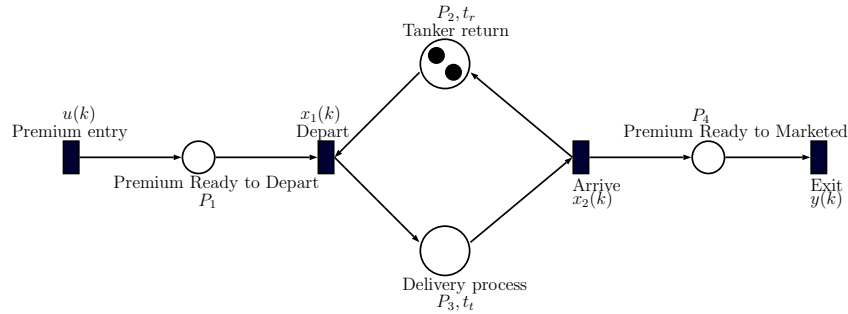 P₂, tᵣ
Tanker return
u(k)
Premium entry
x₁(k)
Depart
P₄
Premium Ready to Marketed
Premium Ready to Depart
P₁
Arrive
x₂(k)
Exit
y(k)
Delivery process
P₃, tₜ